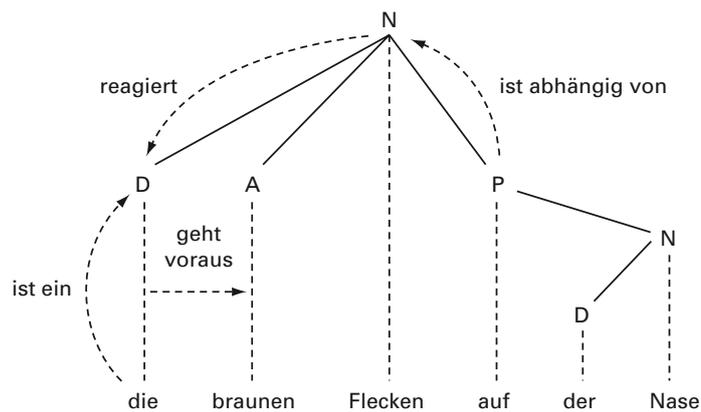 N
reagiert
ist abhängig von
D
A
P
geht
voraus
N
ist ein
D
die braunen Flecken auf der Nase